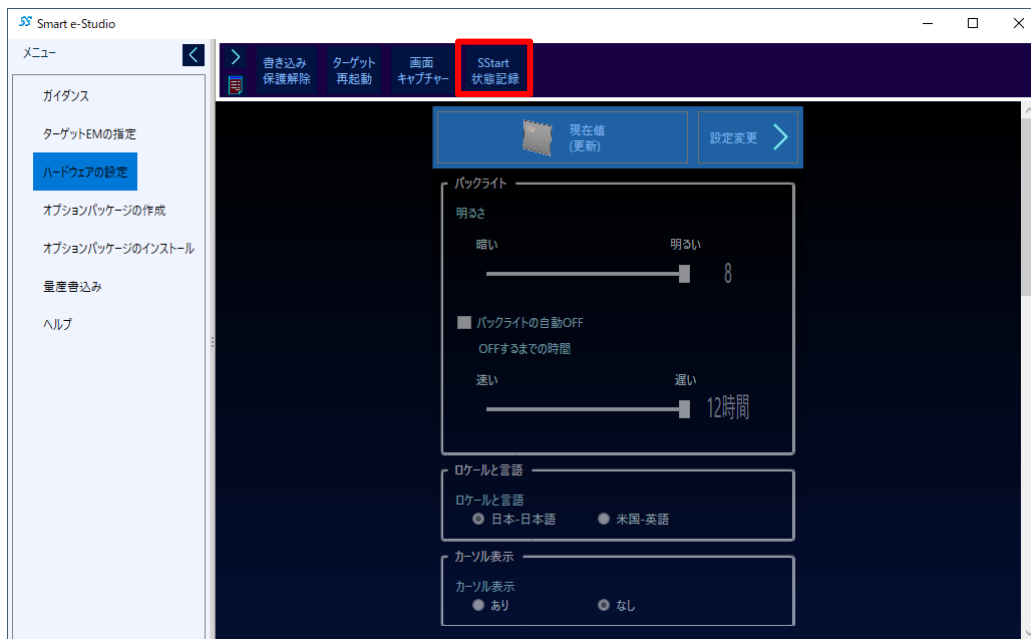 SS Smart e-Studio
メニュー
ガイダンス
ターゲットEMの指定
ハードウェアの設定
オプションパッケージの作成
オプションパッケージのインストール
量産書込み
ヘルプ
書き込み
保護解除
ターゲット
再起動
画面
キャプチャー
SStart
状態記録
現在値
(更新)
設定変更
バックライト
明るさ
暗い 明るい
8
バックライトの自動OFF
OFFするまでの時間
速い 遅い
12時間
ロケールと言語
ロケールと言語
日本-日本語 米国-英語
カーソル表示
カーソル表示
あり なし